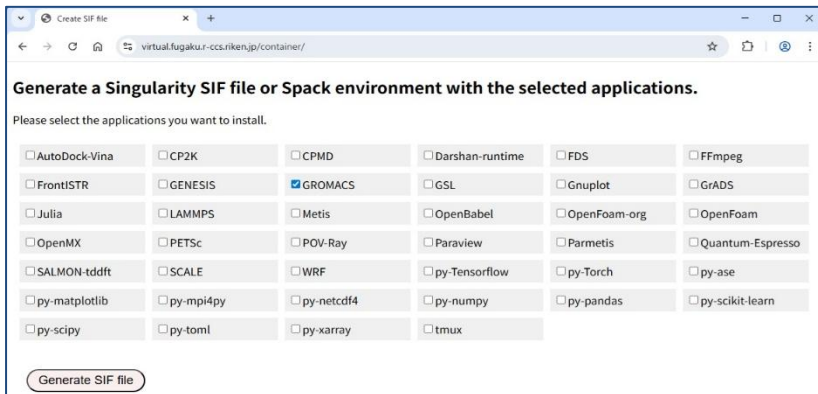 Create SIF file
virtual.fugaku.r-ccs.riken.jp/container/
Generate a Singularity SIF file or Spack environment with the selected applications.
Please select the applications you want to install.
AutoDock-Vina CP2K CPMD Darshan-runtime FDS FFmpeg
FrontISTR GENESIS GROMACS GSL Gnuplot GrADS
Julia LAMMPS Metis OpenBabel OpenFoam-org OpenFoam
OpenMX PETSc POV-Ray Paraview Parmetis Quantum-Espresso
SALMON-tddft SCALE WRF py-Tensorflow py-Torch py-ase
py-matplotlib py-mpi4py py-netcdf4 py-numpy py-pandas py-scikit-learn
py-scipy py-toml py-xarray tmux
Generate SIF file